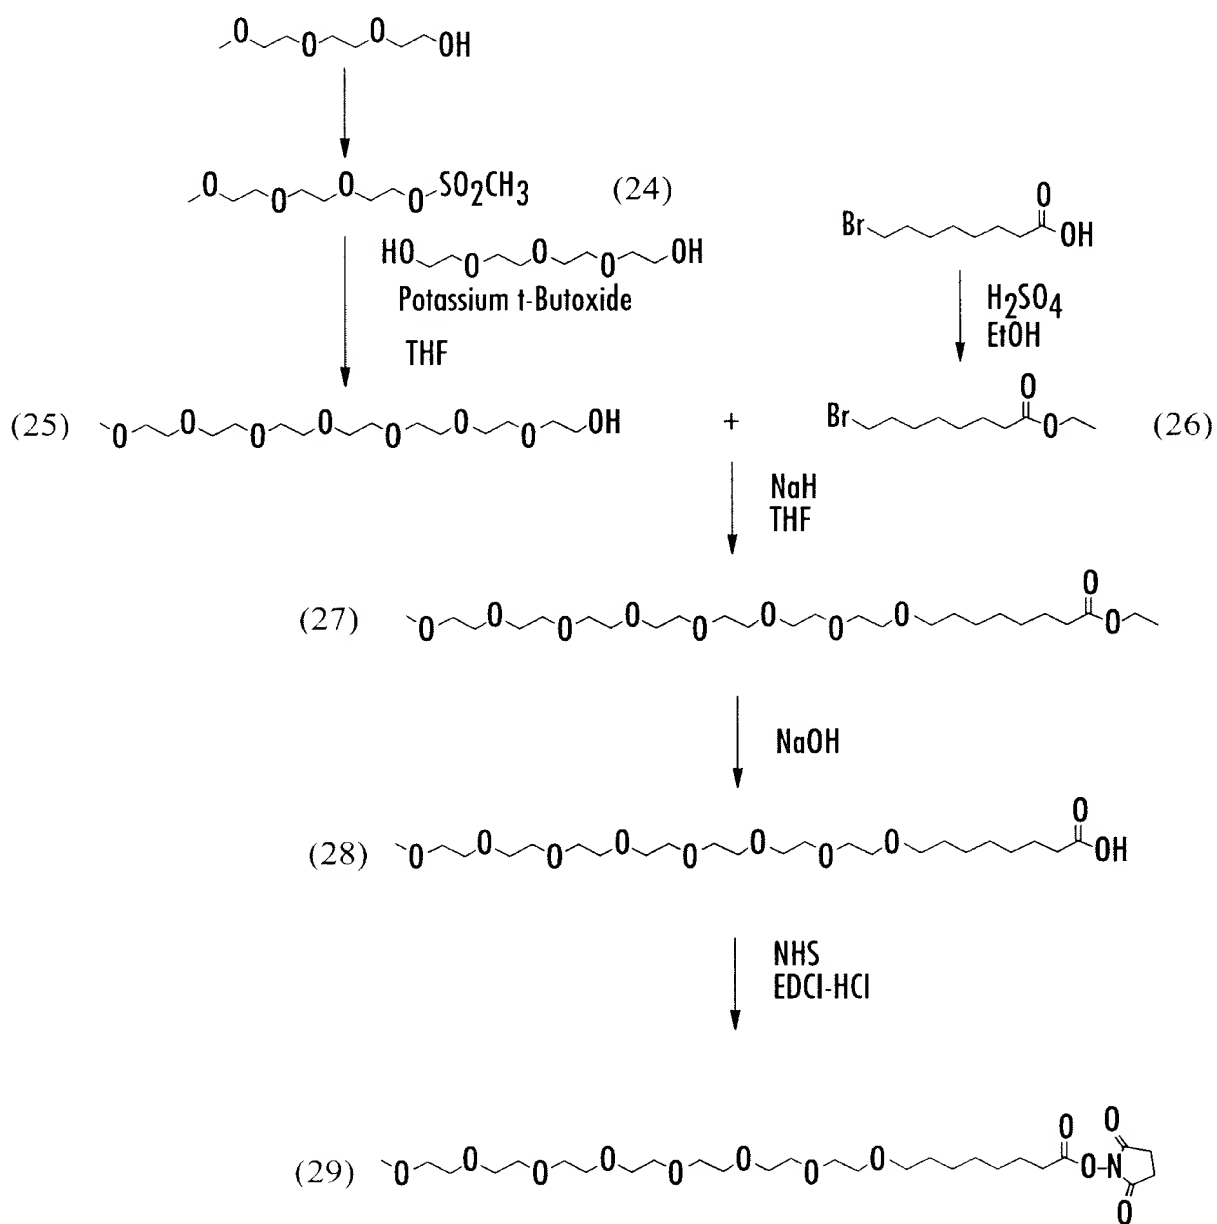 O O O OH
O O O O SO2CH3 (24)
HO O O O OH
Potassium t-Butoxide
THF
Br O OH
H2SO4
EtOH
(25) O O O O O O O OH + Br O O (26)
NaH
THF
(27) O O O O O O O O O O
NaOH
(28) O O O O O O O O O OH
NHS
EDCI-HCl
(29) O O O O O O O O O O-N O O